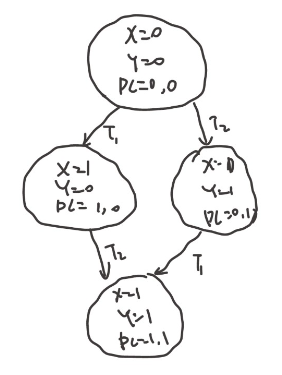 X=0
Y=0
PC=0,0
T1
T2
X=1
Y=0
PC=1,0
X=0
Y=1
PC=0,1
T2
T1
X=1
Y=1
PC=1,1